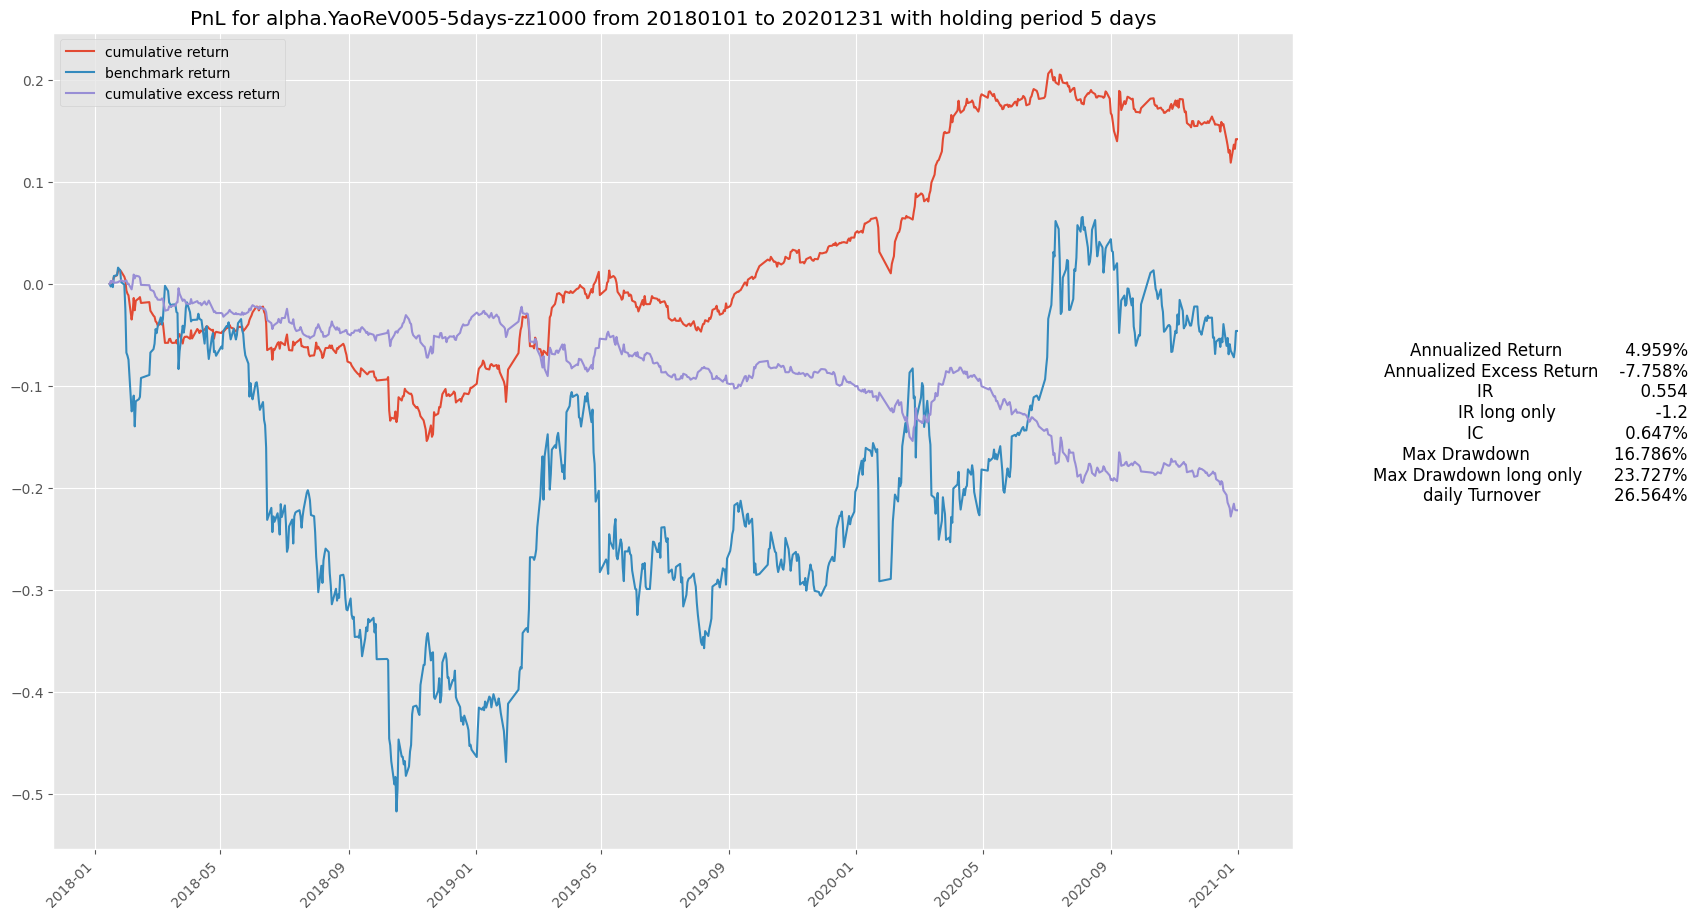 PnL for alpha.YaoReV005-5days-zz1000 from 20180101 to 20201231 with holding period 5 days
cumulative return
benchmark return
cumulative excess return
0.2
0.1
0.0
−0.1
−0.2
−0.3
−0.4
−0.5
2018-01
2018-05
2018-09
2019-01
2019-05
2019-09
2020-01
2020-05
2020-09
2021-01
Annualized Return 4.959%
Annualized Excess Return -7.758%
IR 0.554
IR long only -1.2
IC 0.647%
Max Drawdown 16.786%
Max Drawdown long only 23.727%
daily Turnover 26.564%